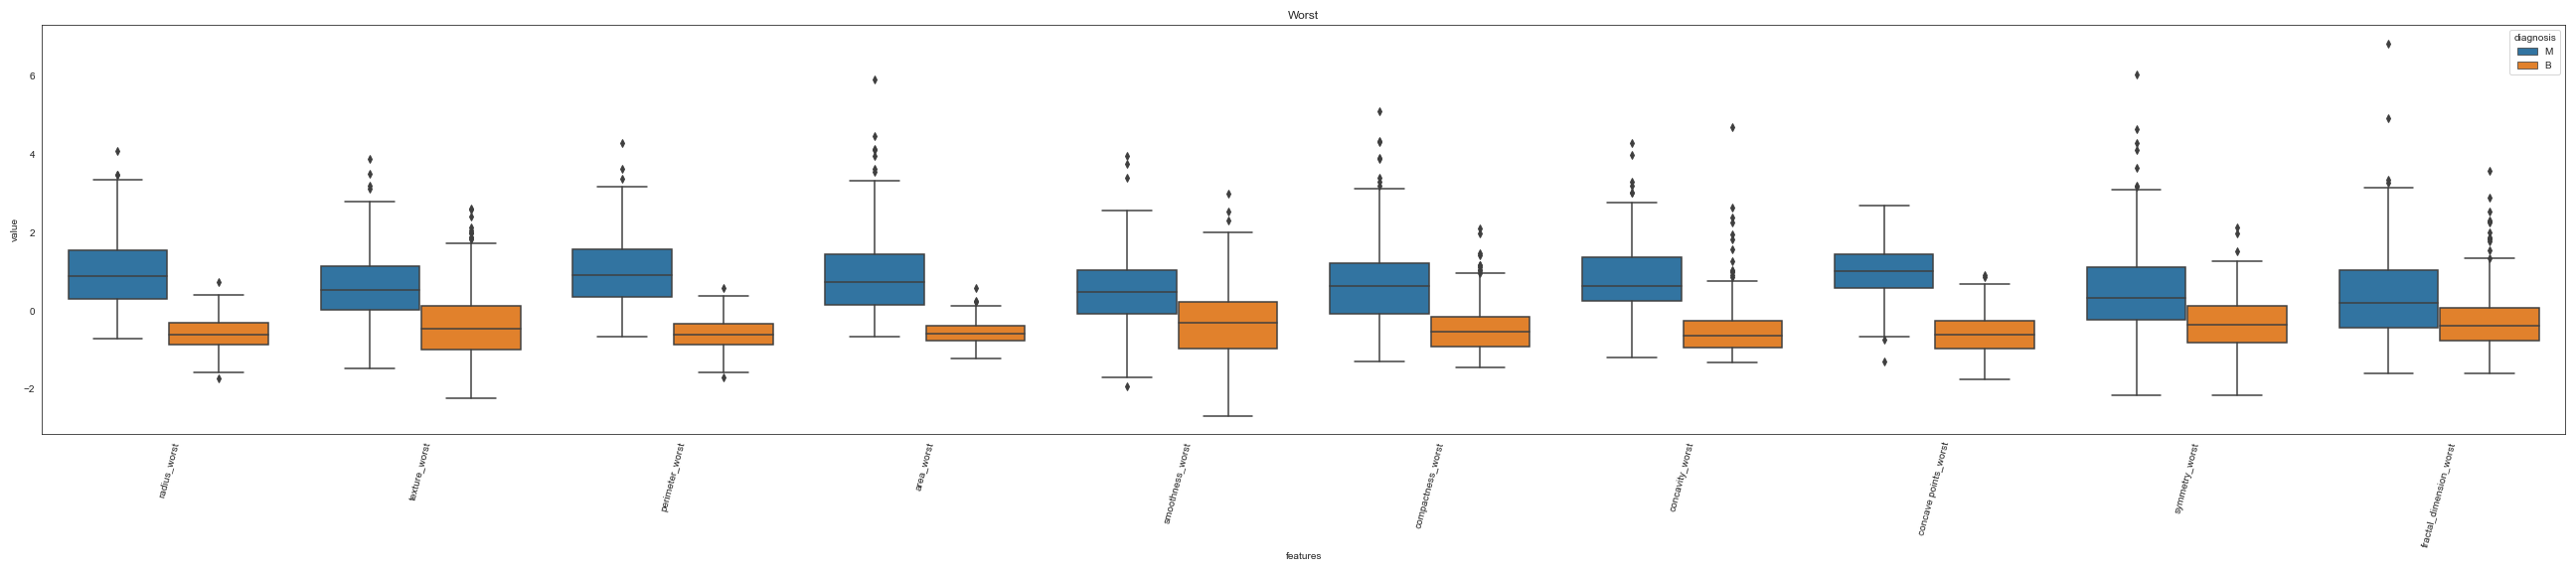 Worst
diagnosis
M
B
6
4
2
0
−2
value
radius_worst
texture_worst
perimeter_worst
area_worst
smoothness_worst
compactness_worst
concavity_worst
concave points_worst
symmetry_worst
fractal_dimension_worst
features